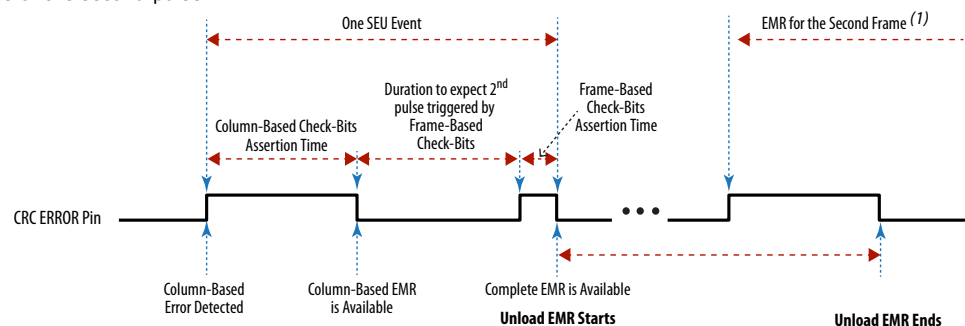 One SEU Event
EMR for the Second Frame (1)
Duration to expect 2nd
pulse triggered by
Frame-Based
Check-Bits
Frame-Based
Check-Bits
Assertion Time
Column-Based Check-Bits
Assertion Time
CRC ERROR Pin
Column-Based
Error Detected
Column-Based EMR
is Available
Complete EMR is Available
Unload EMR Starts
Unload EMR Ends